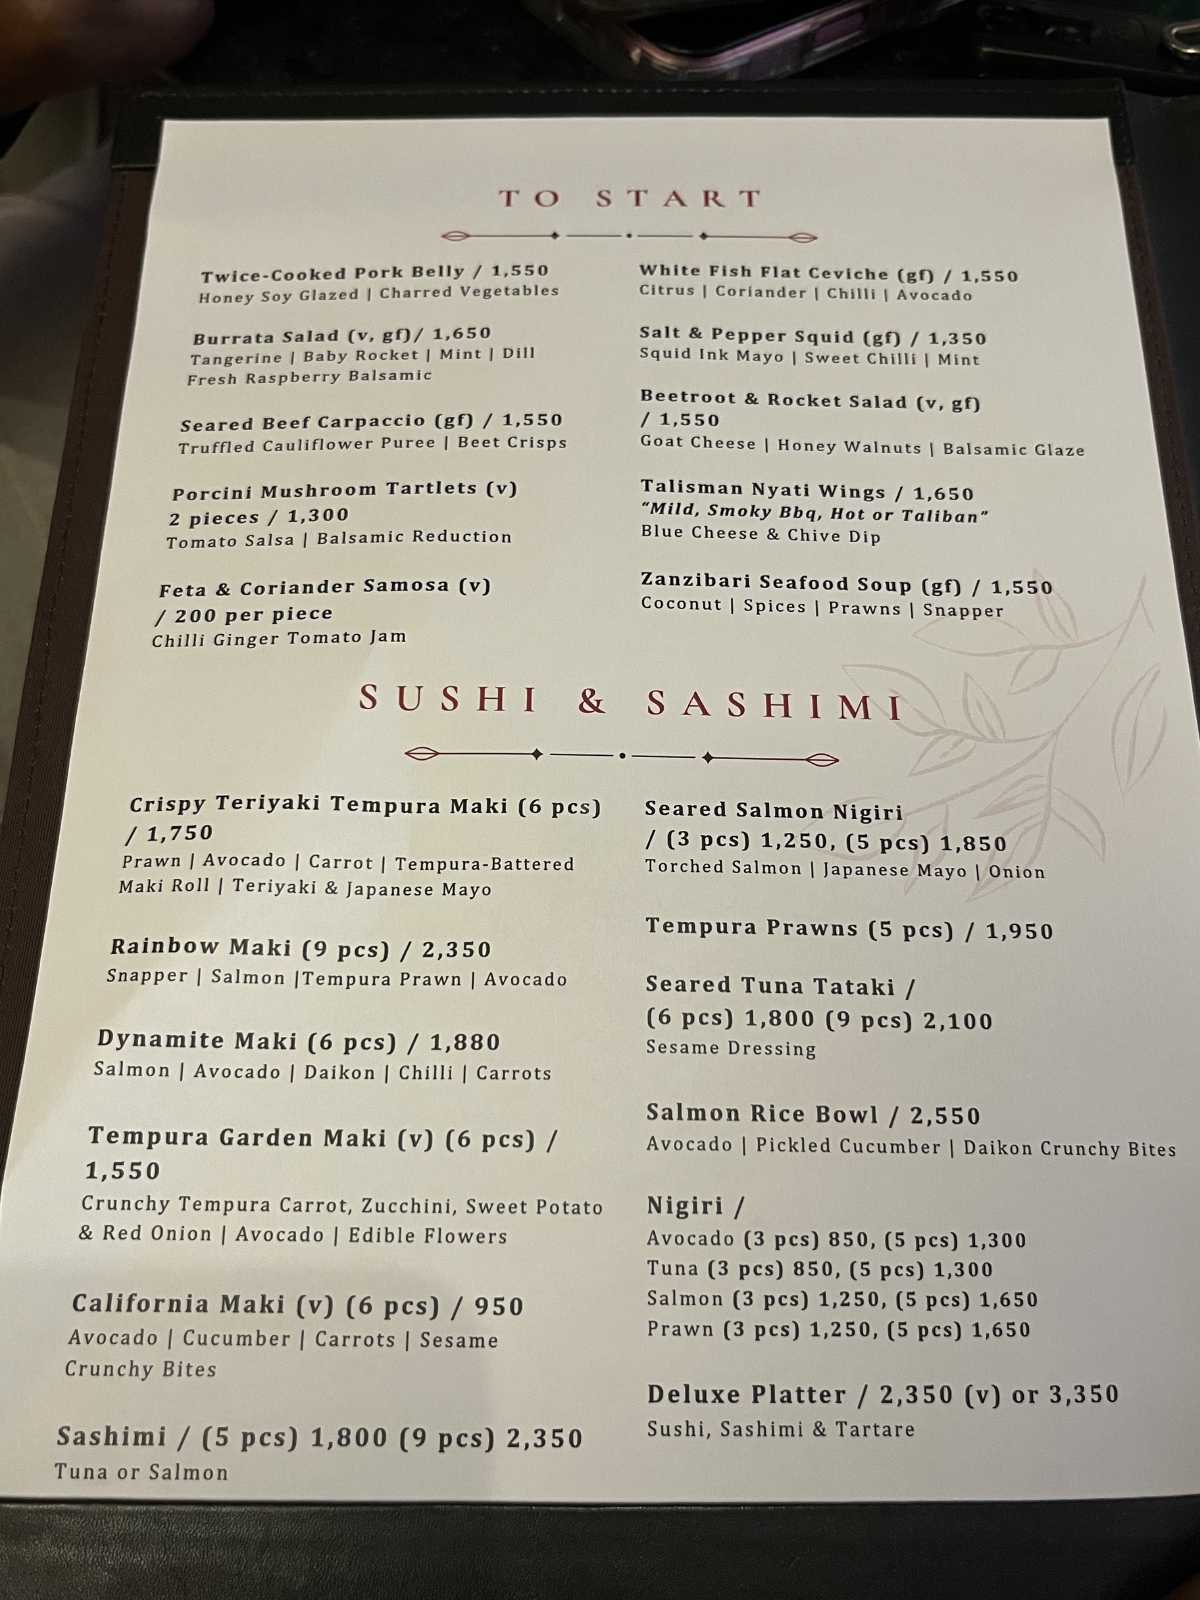 TO START
Twice-Cooked Pork Belly / 1,550
Honey Soy Glazed | Charred Vegetables
Burrata Salad (v, gf)/ 1,650
Tangerine | Baby Rocket | Mint | Dill
Fresh Raspberry Balsamic
Seared Beef Carpaccio (gf) / 1,550
Truffled Cauliflower Puree | Beet Crisps
Porcini Mushroom Tartlets (v)
2 pieces / 1,300
Tomato Salsa | Balsamic Reduction
Feta & Coriander Samosa (v)
/ 200 per piece
Chilli Ginger Tomato Jam
White Fish Flat Ceviche (gf) / 1,550
Citrus | Coriander | Chilli | Avocado
Salt & Pepper Squid (gf) / 1,350
Squid Ink Mayo | Sweet Chilli | Mint
Beetroot & Rocket Salad (v, gf)
/ 1,550
Goat Cheese | Honey Walnuts | Balsamic Glaze
Talisman Nyati Wings / 1,650
“Mild, Smoky Bbq, Hot or Taliban”
Blue Cheese & Chive Dip
Zanzibari Seafood Soup (gf) / 1,550
Coconut | Spices | Prawns | Snapper
SUSHI & SASHIMI
Crispy Teriyaki Tempura Maki (6 pcs)
/ 1,750
Prawn | Avocado | Carrot | Tempura-Battered
Maki Roll | Teriyaki & Japanese Mayo
Rainbow Maki (9 pcs) / 2,350
Snapper | Salmon |Tempura Prawn | Avocado
Dynamite Maki (6 pcs) / 1,880
Salmon | Avocado | Daikon | Chilli | Carrots
Tempura Garden Maki (v) (6 pcs) /
1,550
Crunchy Tempura Carrot, Zucchini, Sweet Potato
& Red Onion | Avocado | Edible Flowers
California Maki (v) (6 pcs) / 950
Avocado | Cucumber | Carrots | Sesame
Crunchy Bites
Sashimi / (5 pcs) 1,800 (9 pcs) 2,350
Tuna or Salmon
Seared Salmon Nigiri
/ (3 pcs) 1,250, (5 pcs) 1,850
Torched Salmon | Japanese Mayo | Onion
Tempura Prawns (5 pcs) / 1,950
Seared Tuna Tataki /
(6 pcs) 1,800 (9 pcs) 2,100
Sesame Dressing
Salmon Rice Bowl / 2,550
Avocado | Pickled Cucumber | Daikon Crunchy Bites
Nigiri /
Avocado (3 pcs) 850, (5 pcs) 1,300
Tuna (3 pcs) 850, (5 pcs) 1,300
Salmon (3 pcs) 1,250, (5 pcs) 1,650
Prawn (3 pcs) 1,250, (5 pcs) 1,650
Deluxe Platter / 2,350 (v) or 3,350
Sushi, Sashimi & Tartare